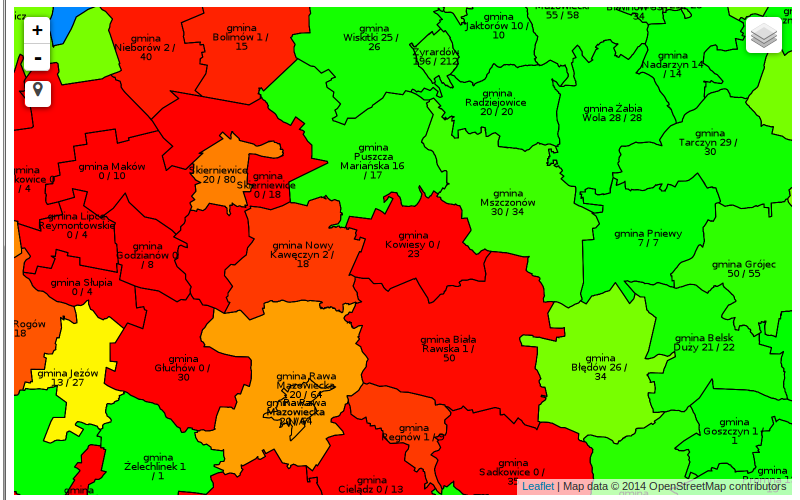 +
-
gmina
Nieborów 2 /
40
gmina
Bolimów 1 /
15
gmina
Wiskitki 25 /
26
Żyrardów
196 / 212
Jaktorów 10 /
10
55 / 58
34
gmina
Nadarzyn 14
/ 14
gmina
Radziejowice
20 / 20
gmina Żabia
Wola 28 / 28
gmina
Tarczyn 29 /
30
gmina
Puszcza
Mariańska 16
/ 17
gmina Maków
0 / 10
/ 4
Skierniewice
20 / 80
Skierniewice
0 / 18
gmina
Mszczonów
30 / 34
gmina Lipce
Reymontowskie
0 / 4
gmina
Godzianów 0
/ 8
gmina Nowy
Kawęczyn 2 /
18
gmina
Kowiesy 0 /
23
gmina Pniewy
7 / 7
gmina Grójec
50 / 55
gmina Słupia
0 / 4
Rogów
18
gmina Jeżów
13 / 27
gmina
Głuchów 0 /
30
gmina Biała
Rawska 1 /
50
gmina
Błędów 26 /
34
gmina Belsk
Duży 21 / 22
gmina Rawa
Mazowiecka
20 / 64
Mazowiecka
gmina
Regnów 1 / 9
gmina
Goszczyn 1 /
1
gmina
Żelechlinek 1
/ 1
gmina
gmina
Cielądz 0 / 13
gmina
Sadkowice 0 /
35
Leaflet | Map data © 2014 OpenStreetMap contributors